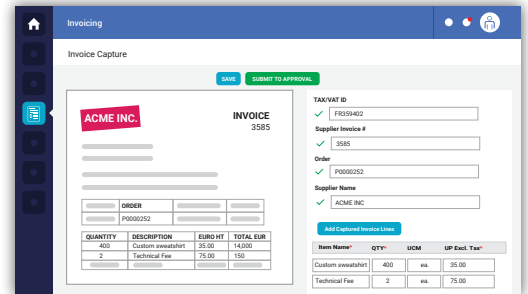 Invoicing
Invoice Capture
SAVE
SUBMIT TO APPROVAL
ACME INC.
INVOICE
3585
ORDER
P0000252
QUANTITY DESCRIPTION EURO HT TOTAL EUR
400 Custom sweatshirt 35.00 14,000
2 Technical Fee 75.00 150
TAX/VAT ID
FR359402
Supplier Invoice #
3585
Order
P0000252
Supplier Name
ACME INC
Add Captured Invoice Lines
Item Name* QTY* UCM UP Excl. Tax*
Custom sweatshirt 400 ea. 35.00
Technical Fee 2 ea. 75.00